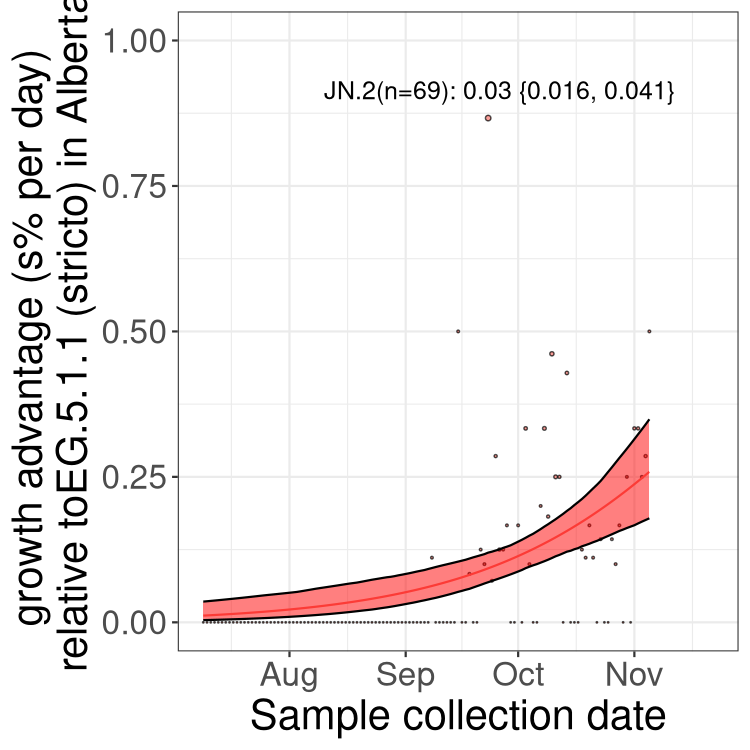 growth advantage (s% per day)
relative toEG.5.1.1 (stricto) in Alberta
1.00
0.75
0.50
0.25
0.00
JN.2(n=69): 0.03 {0.016, 0.041}
Aug Sep Oct Nov
Sample collection date